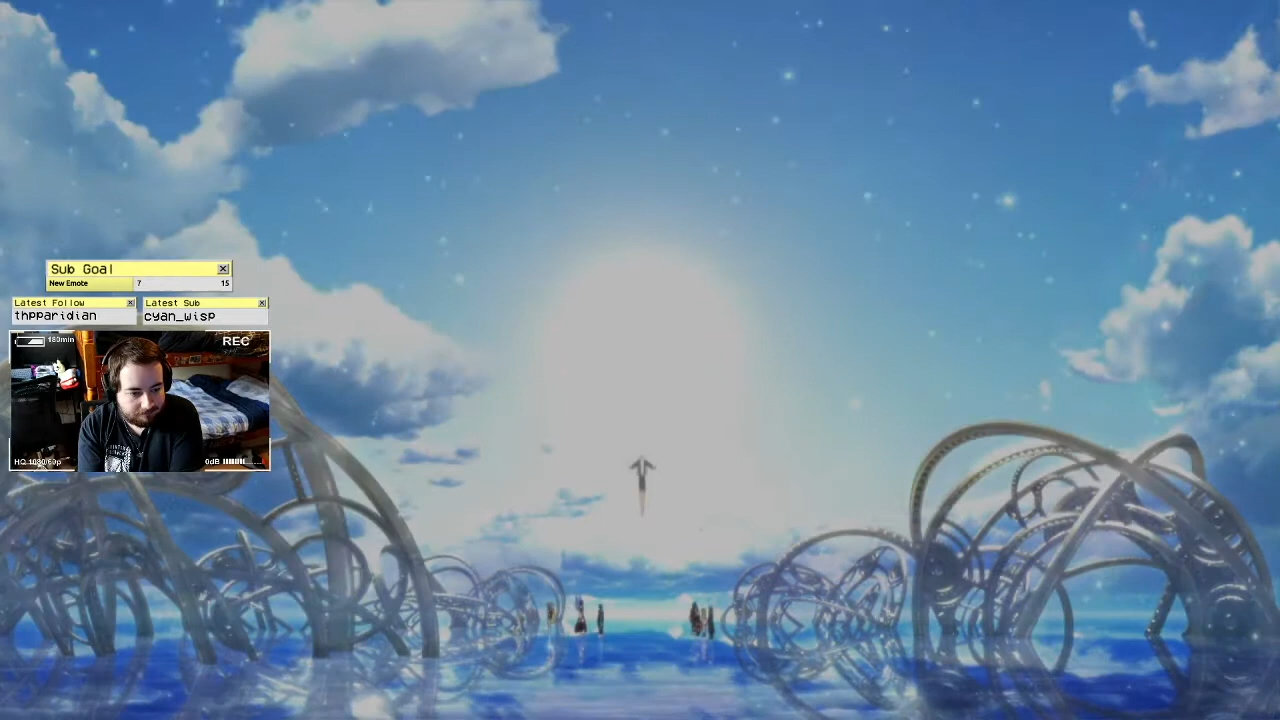 Sub Goal
New Emote 7 15
Latest Follow Latest Sub
thpparidian cyan_wisp
180min REC
HQ 1080/60p 0dB